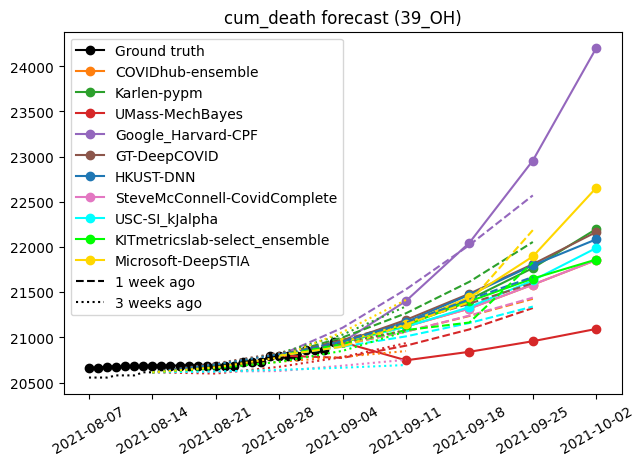 cum_death forecast (39_OH)
24000
23500
23000
22500
22000
21500
21000
20500
Ground truth
COVIDhub-ensemble
Karlen-pypm
UMass-MechBayes
Google_Harvard-CPF
GT-DeepCOVID
HKUST-DNN
SteveMcConnell-CovidComplete
USC-SI_kJalpha
KITmetricslab-select_ensemble
Microsoft-DeepSTIA
1 week ago
3 weeks ago
2021-08-07
2021-08-14
2021-08-21
2021-08-28
2021-09-04
2021-09-11
2021-09-18
2021-09-25
2021-10-02